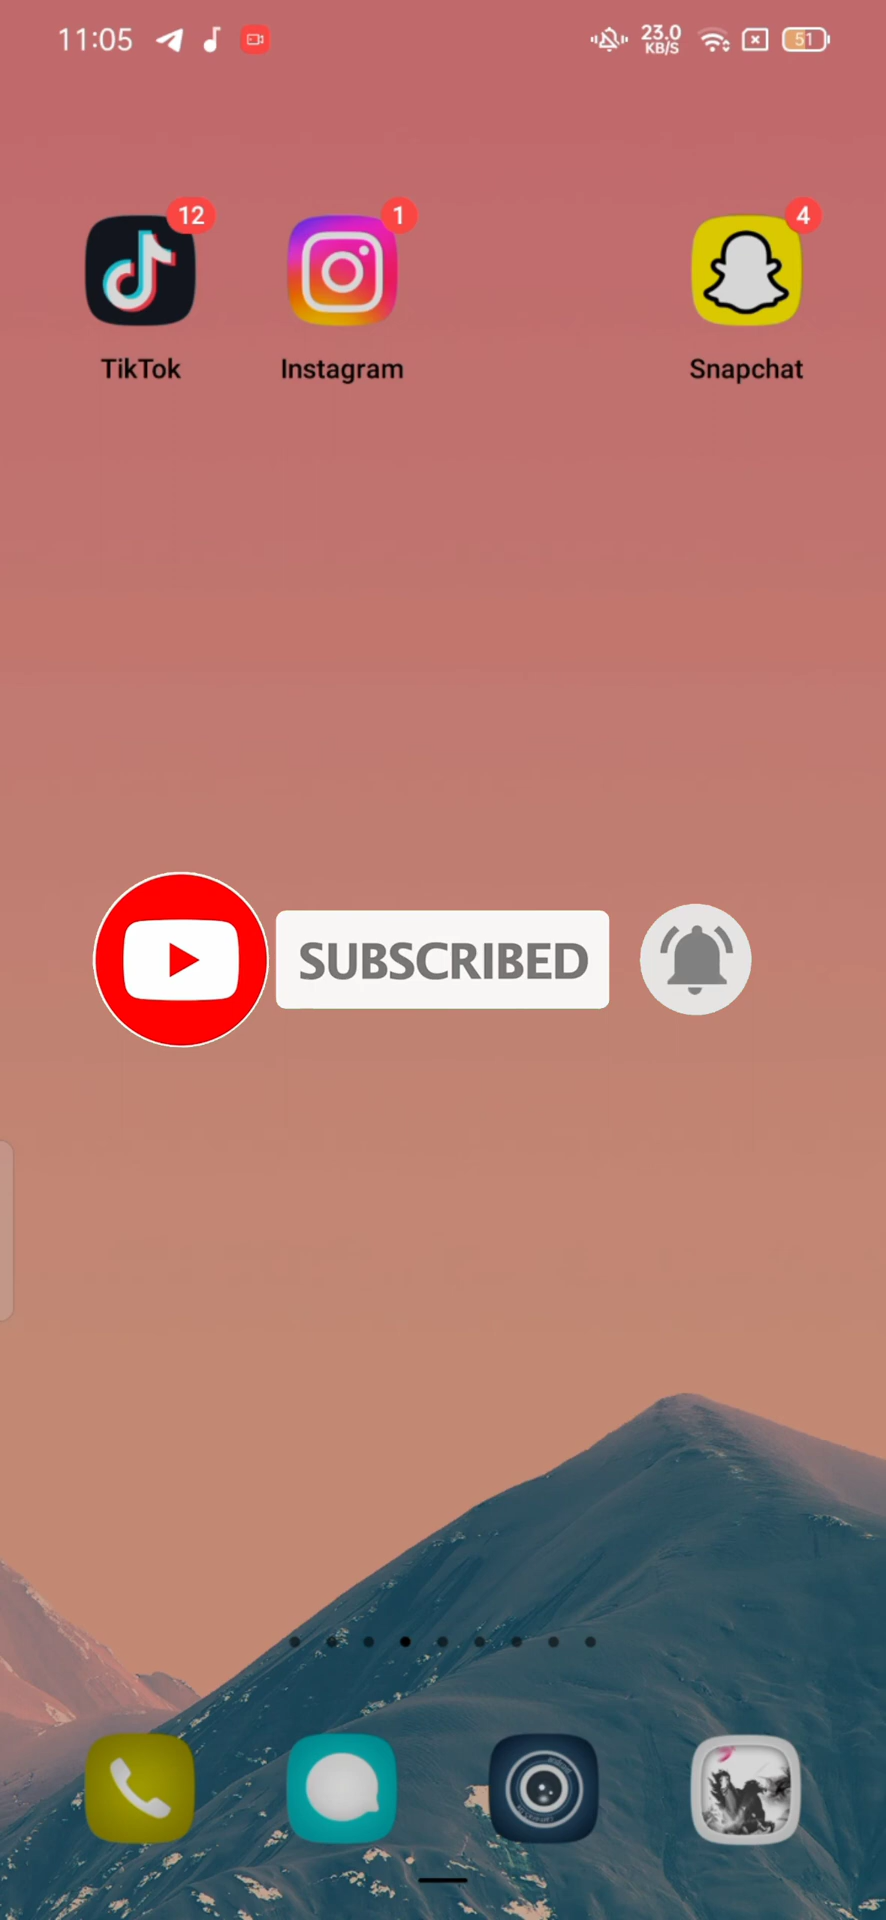 11:05
23.0
KB/S
51
12
1
4
TikTok
Instagram
Snapchat
SUBSCRIBED